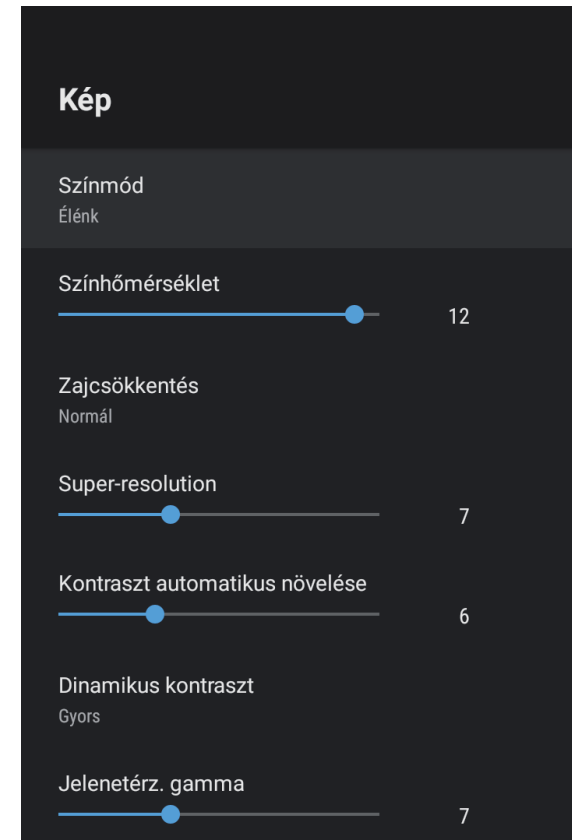 Kép
Színmód
Élénk
Színhőmérséklet
12
Zajcsökkentés
Normál
Super-resolution
7
Kontraszt automatikus növelése
6
Dinamikus kontraszt
Gyors
Jelenetérz. gamma
7